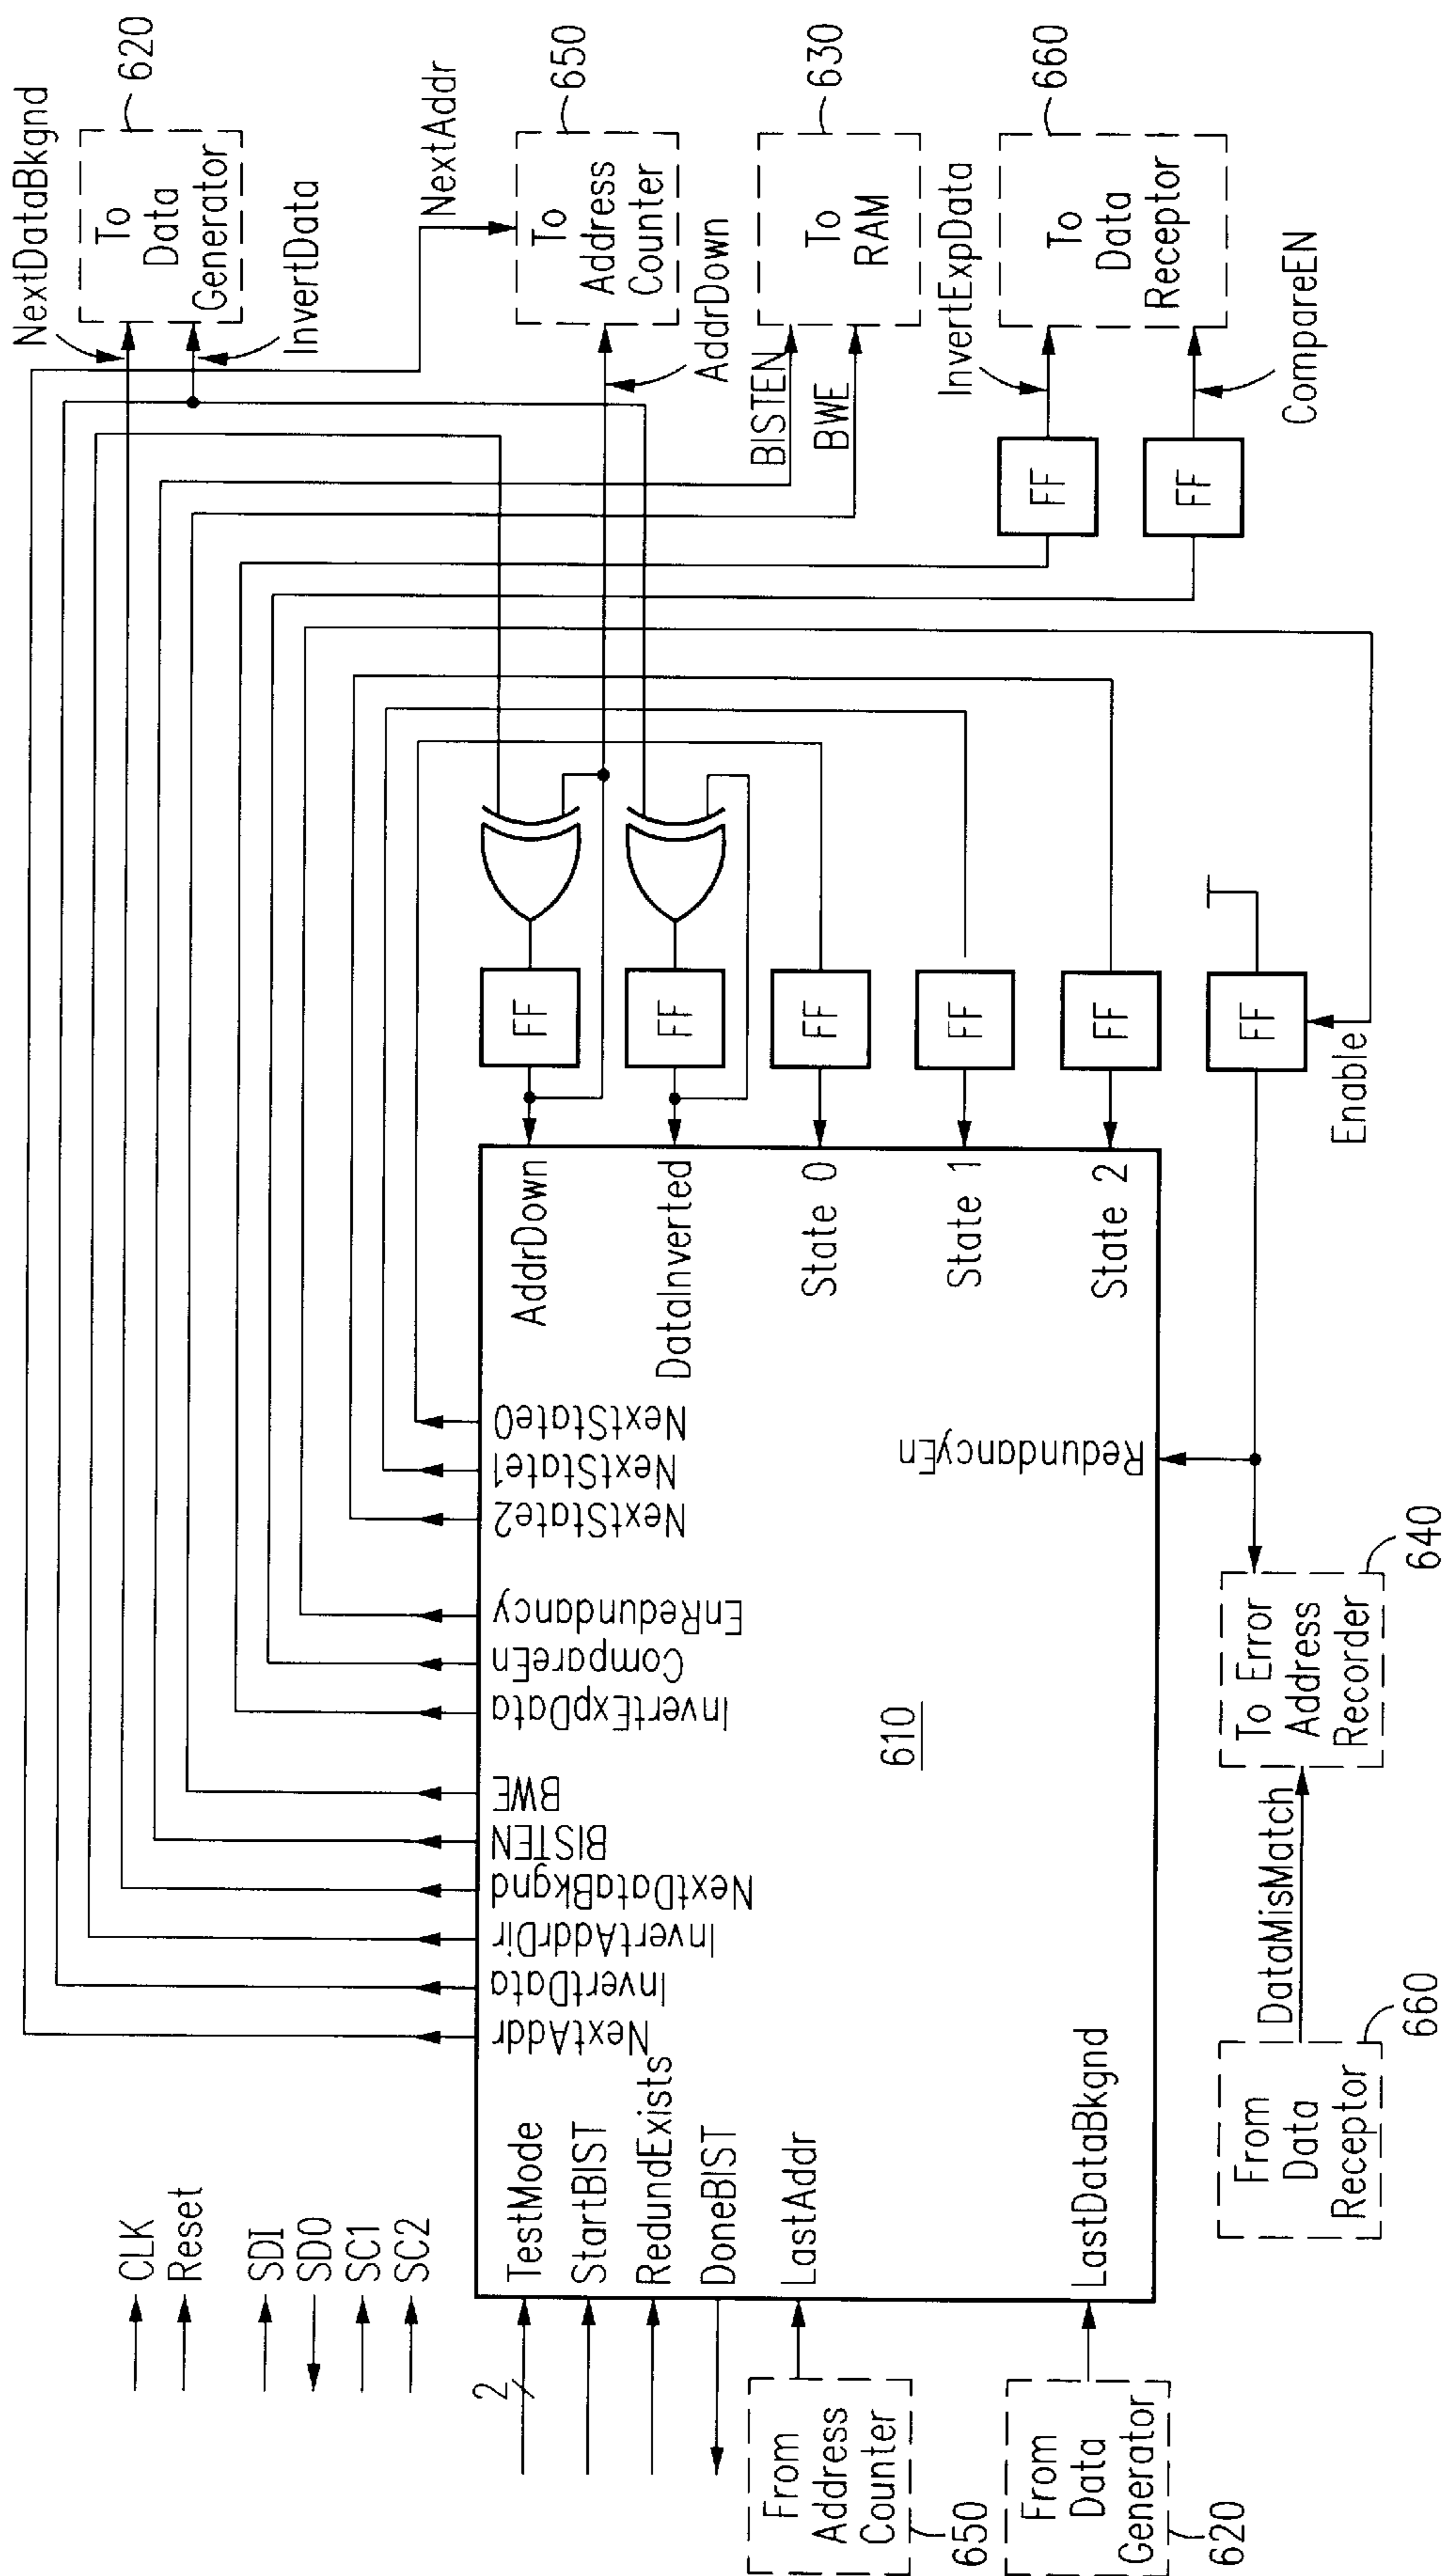 CLK
Reset
SDI
SDO
SC1
SC2
2
TestMode
StartBIST
RedundExists
DoneBIST
LastAddr
LastDataBkgnd
From
Address
Counter
650
From
Data
Generator
620
NextAddr
InvertData
InvertAddrDir
NextDataBkgnd
BISTEN
BWE
InvertExpData
CompareEn
EnRedundancy
NextState2
NextState1
NextState0
610
AddrDown
DataInverted
State 0
State 1
State 2
RedundancyEn
From
Data
Receptor
660
DataMisMatch
To Error
Address
Recorder
640
FF
FF
FF
FF
FF
FF
Enable
FF
FF
NextDataBkgnd
To
Data
Generator
620
InvertData
NextAddr
To
Address
Counter
650
AddrDown
BISTEN
BWE
To
RAM
630
InvertExpData
To
Data
Receptor
660
CompareEN